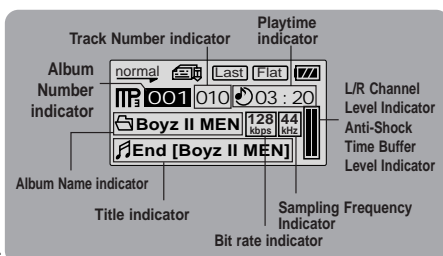 Playtime
indicator
Track Number indicator
Album
Number
indicator
normal Last Flat
MP3 001 010 03 : 20
L/R Channel
Level Indicator
Anti-Shock
Time Buffer
Level Indicator
Boyz II MEN 128 kbps 44 kHz
End [Boyz II MEN]
Album Name indicator
Title indicator
Sampling Frequency
Indicator
Bit rate indicator